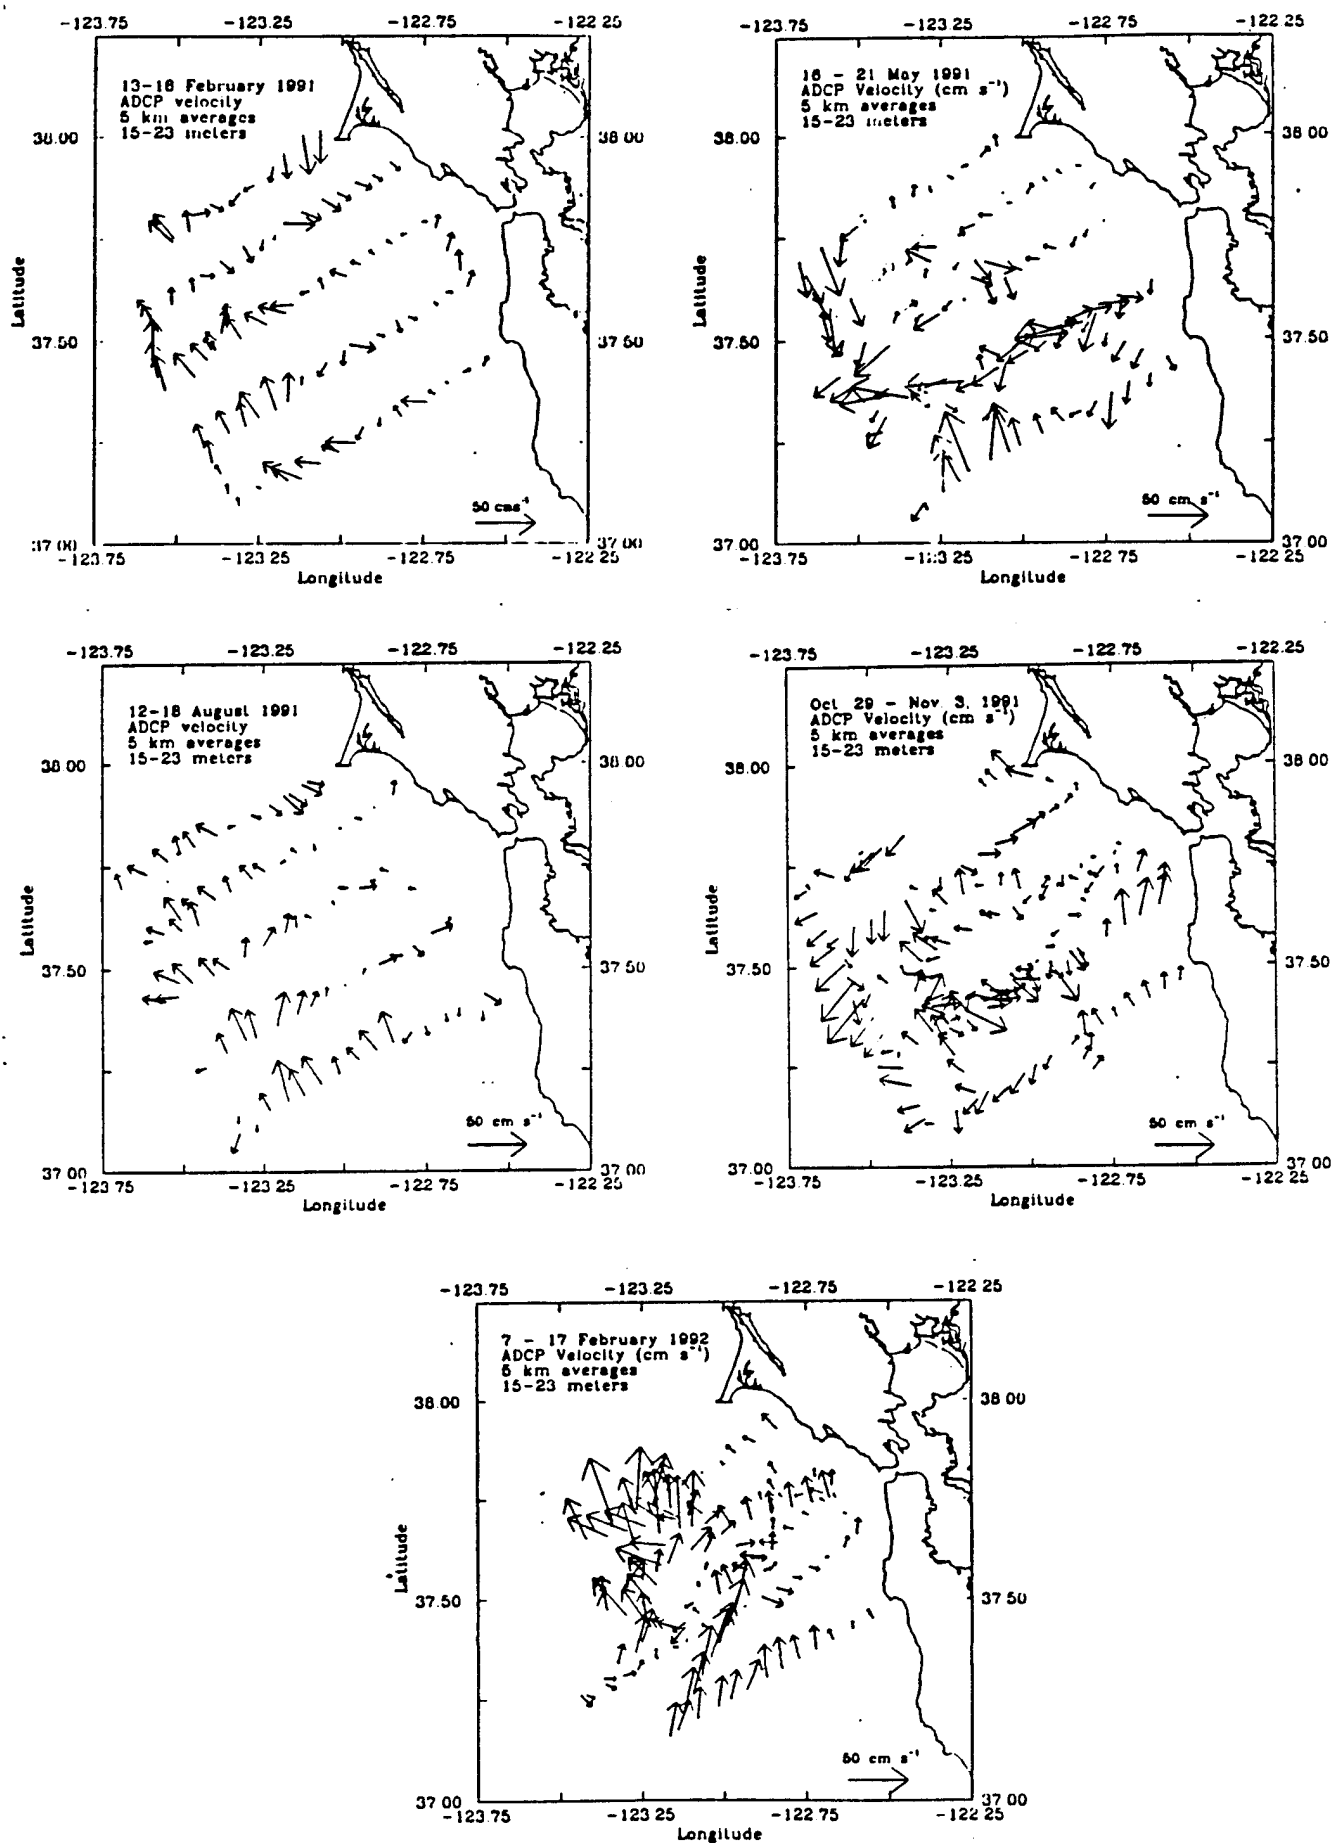 -123.75 -123.25 -122.75 -122 25
13-16 February 1991
ADCP velocity
5 km averages
15-23 meters
38.00 38 00
Latitude
37.50
50 cms⁻¹
-123.75 -123 25 -122.75 -122 25
Longitude
-123.75 -123 25 -122 75 -122 25
16 - 21 May 1991
ADCP Velocity (cm s⁻¹)
5 km averages
15-23 meters
38.00 38 00
Latitude
37.50 37.50
50 cm s⁻¹
37.00 37 00
-123.75 -122.75 -122 25
Longitude
-123.75 -123.25 -122.75 -122.25
12-18 August 1991
ADCP velocity
5 km averages
15-23 meters
38 00 38 00
Latitude
37.50 37.50
50 cm s⁻¹
37 00 37 00
-123.75 -123 25 -122.75 -122 25
Longitude
-123.75 -123.25 -122.75 -122.25
Oct 29 - Nov 3, 1991
ADCP Velocity (cm s⁻¹)
5 km averages
15-23 meters
38 00 38 00
Latitude
37.50 37 50
50 cm s⁻¹
37.00 37 00
-123.75 -123.25 -122.75 -122 25
Longitude
-123.75 -123.25 -122.75 -122 25
7 - 17 February 1992
ADCP Velocity (cm s⁻¹)
5 km averages
15-23 meters
38 00 38 00
Latitude
37 50 37 50
50 cm s⁻¹
37 00 37 00
-123.75 -123 25 -122.75 -122 25
Longitude